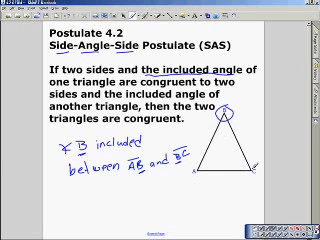 Postulate 4.2
Side-Angle-Side Postulate (SAS)
If two sides and the included angle of
one triangle are congruent to two
sides and the included angle of
another triangle, then the two
triangles are congruent.
B included
between AB and BC
B
A
C